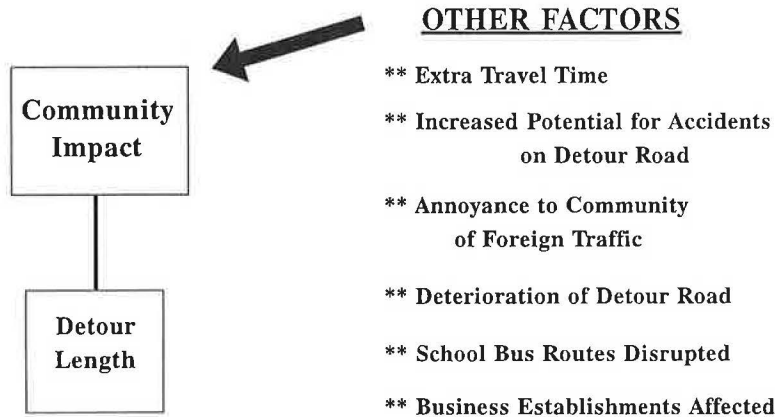 OTHER FACTORS
Community
Impact
Detour
Length
** Extra Travel Time
** Increased Potential for Accidents
on Detour Road
** Annoyance to Community
of Foreign Traffic
** Deterioration of Detour Road
** School Bus Routes Disrupted
** Business Establishments Affected